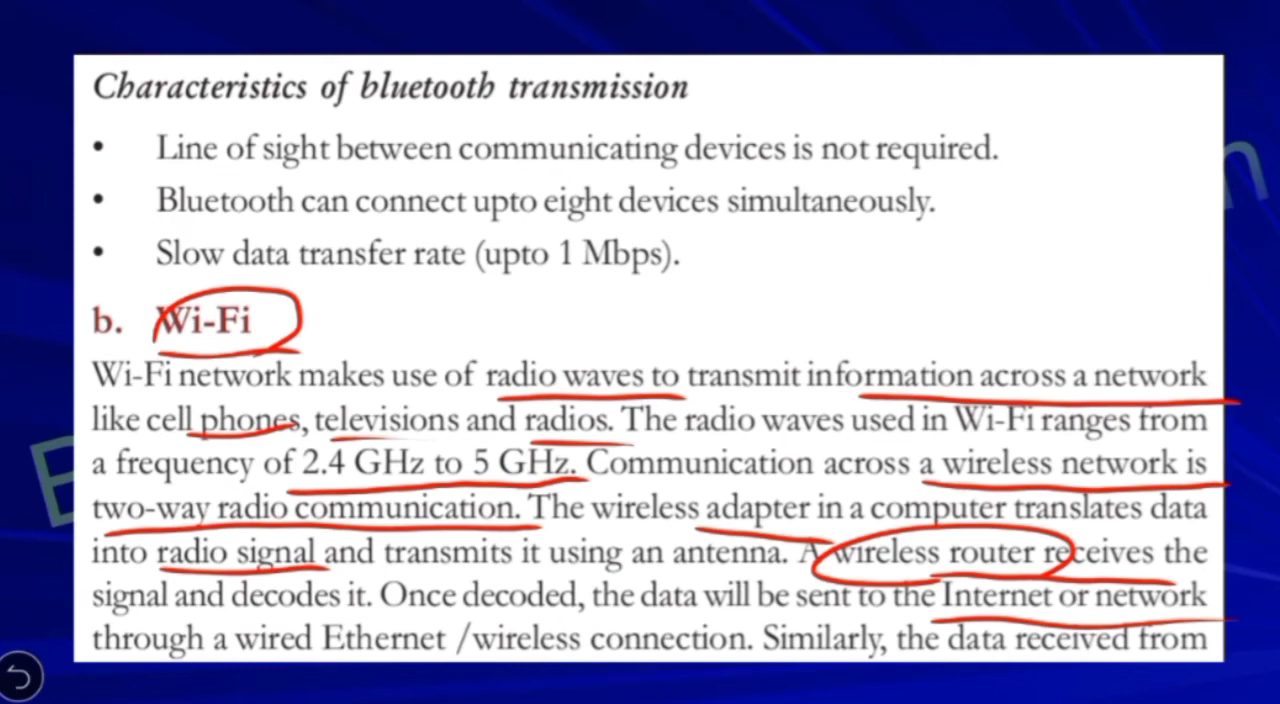 Characteristics of bluetooth transmission
• Line of sight between communicating devices is not required.
• Bluetooth can connect upto eight devices simultaneously.
• Slow data transfer rate (upto 1 Mbps).
b. Wi-Fi
Wi-Fi network makes use of radio waves to transmit information across a network
like cell phones, televisions and radios. The radio waves used in Wi-Fi ranges from
a frequency of 2.4 GHz to 5 GHz. Communication across a wireless network is
two-way radio communication. The wireless adapter in a computer translates data
into radio signal and transmits it using an antenna. A wireless router receives the
signal and decodes it. Once decoded, the data will be sent to the Internet or network
through a wired Ethernet /wireless connection. Similarly, the data received from